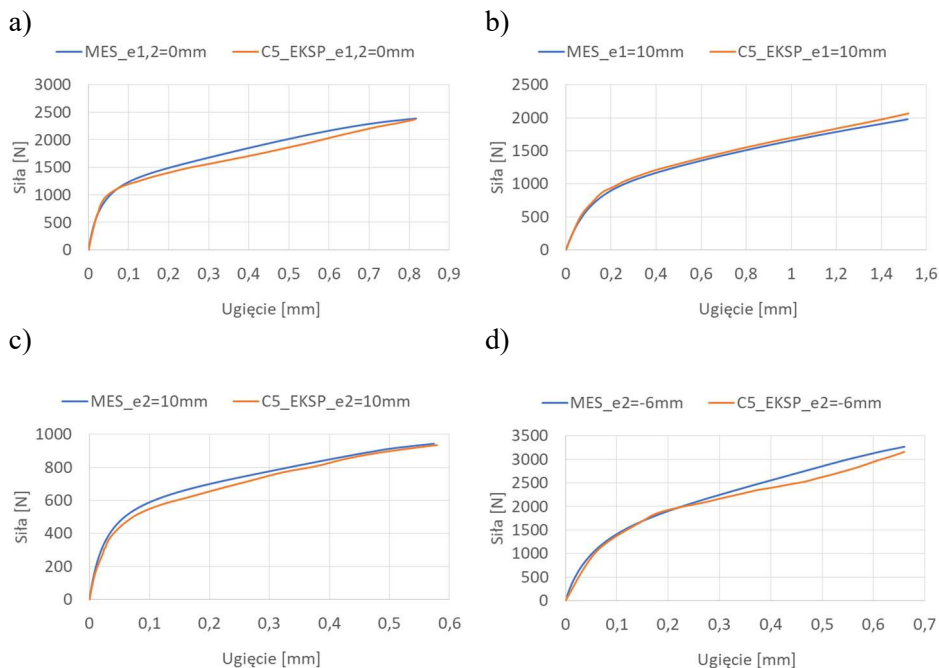 a)
MES_e1,2=0mm C5_EKSP_e1,2=0mm
3000
2500
2000
1500
1000
500
0
Siła [N]
0 0,1 0,2 0,3 0,4 0,5 0,6 0,7 0,8 0,9
Ugięcie [mm]
b)
MES_e1=10mm C5_EKSP_e1=10mm
2500
2000
1500
1000
500
0
Siła [N]
0 0,2 0,4 0,6 0,8 1 1,2 1,4 1,6
Ugięcie [mm]
c)
MES_e2=10mm C5_EKSP_e2=10mm
1000
800
600
400
200
0
Siła [N]
0 0,1 0,2 0,3 0,4 0,5 0,6
Ugięcie [mm]
d)
MES_e2=-6mm C5_EKSP_e2=-6mm
3500
3000
2500
2000
1500
1000
500
0
Siła [N]
0 0,1 0,2 0,3 0,4 0,5 0,6 0,7
Ugięcie [mm]